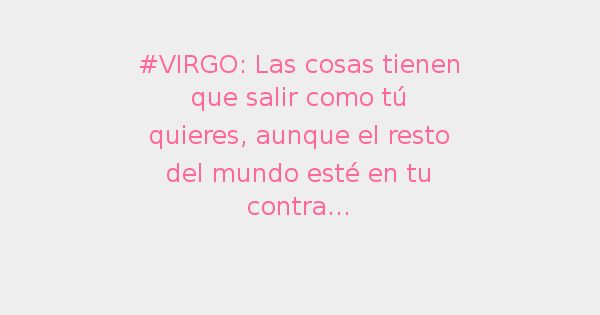 #VIRGO: Las cosas tienen
que salir como tú
quieres, aunque el resto
del mundo esté en tu
contra...